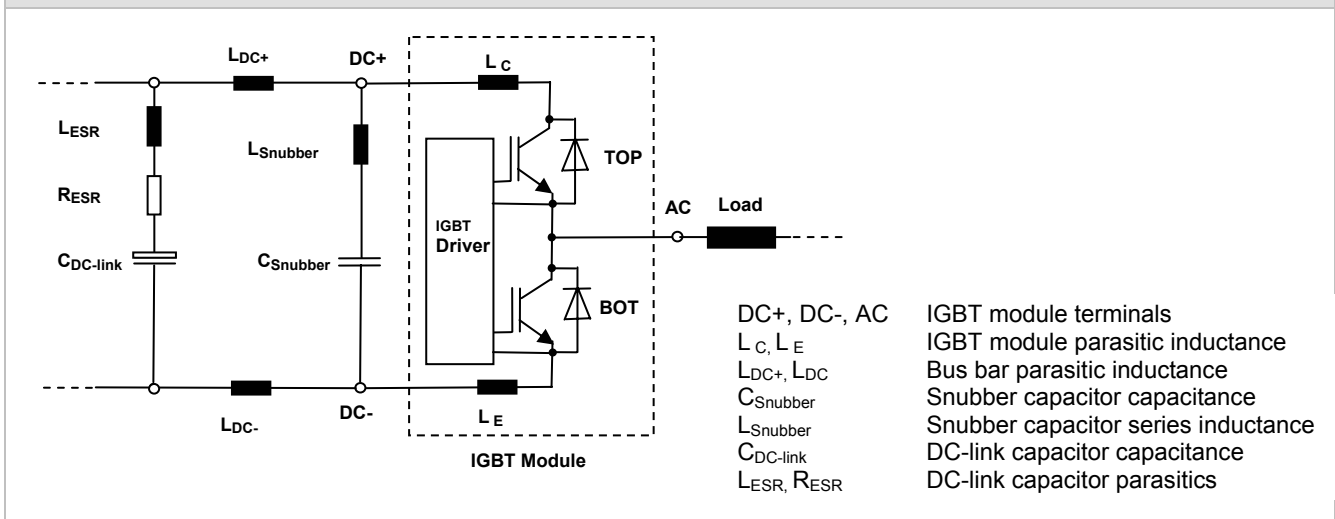 L_DC+
DC+
L_C
L_ESR
L_Snubber
TOP
R_ESR
AC
Load
IGBT
Driver
C_DC-link
C_Snubber
BOT
DC-
L_DC-
L_E
IGBT Module
DC+, DC-, AC IGBT module terminals
L_C, L_E IGBT module parasitic inductance
L_DC+, L_DC Bus bar parasitic inductance
C_Snubber Snubber capacitor capacitance
L_Snubber Snubber capacitor series inductance
C_DC-link DC-link capacitor capacitance
L_ESR, R_ESR DC-link capacitor parasitics